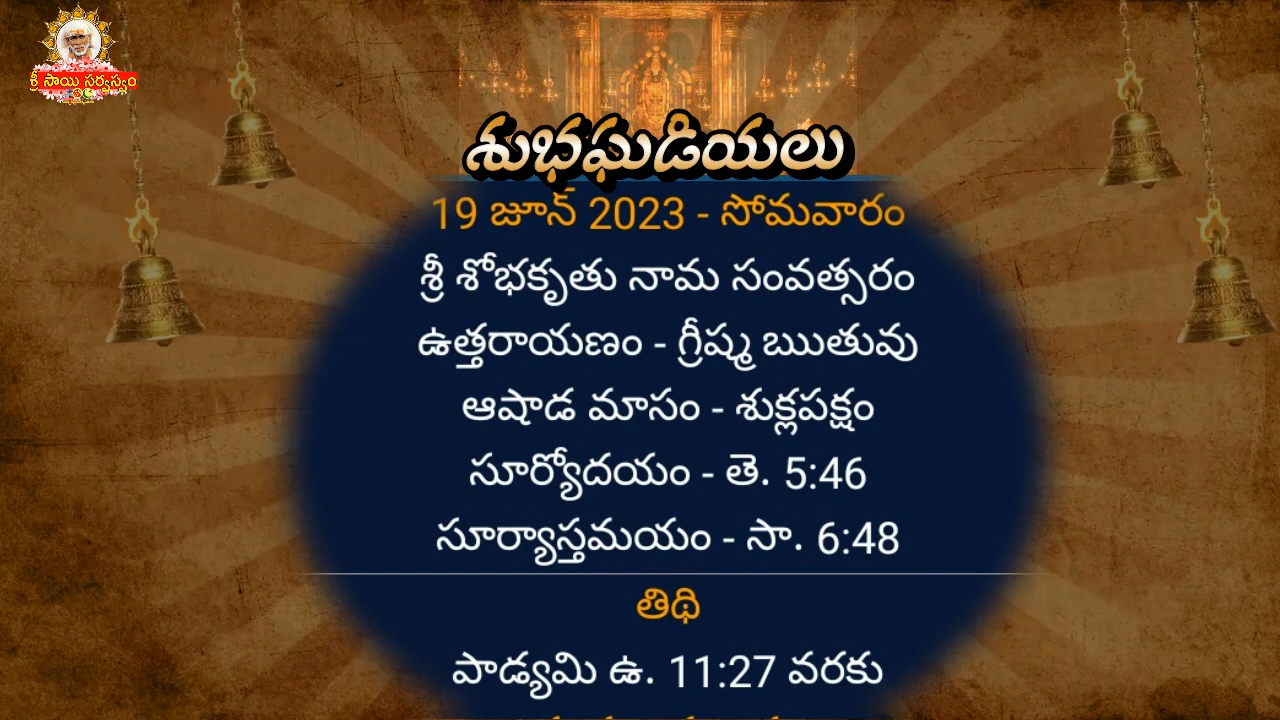 శ్రీ సాయి సర్వస్వం
శుభఘడియలు
19 జూన్ 2023 - సోమవారం
శ్రీ శోభకృతు నామ సంవత్సరం
ఉత్తరాయణం - గ్రీష్మ ఋతువు
ఆషాడ మాసం - శుక్లపక్షం
సూర్యోదయం - తె. 5:46
సూర్యాస్తమయం - సా. 6:48
తిథి
పాడ్యమి ఉ. 11:27 వరకు